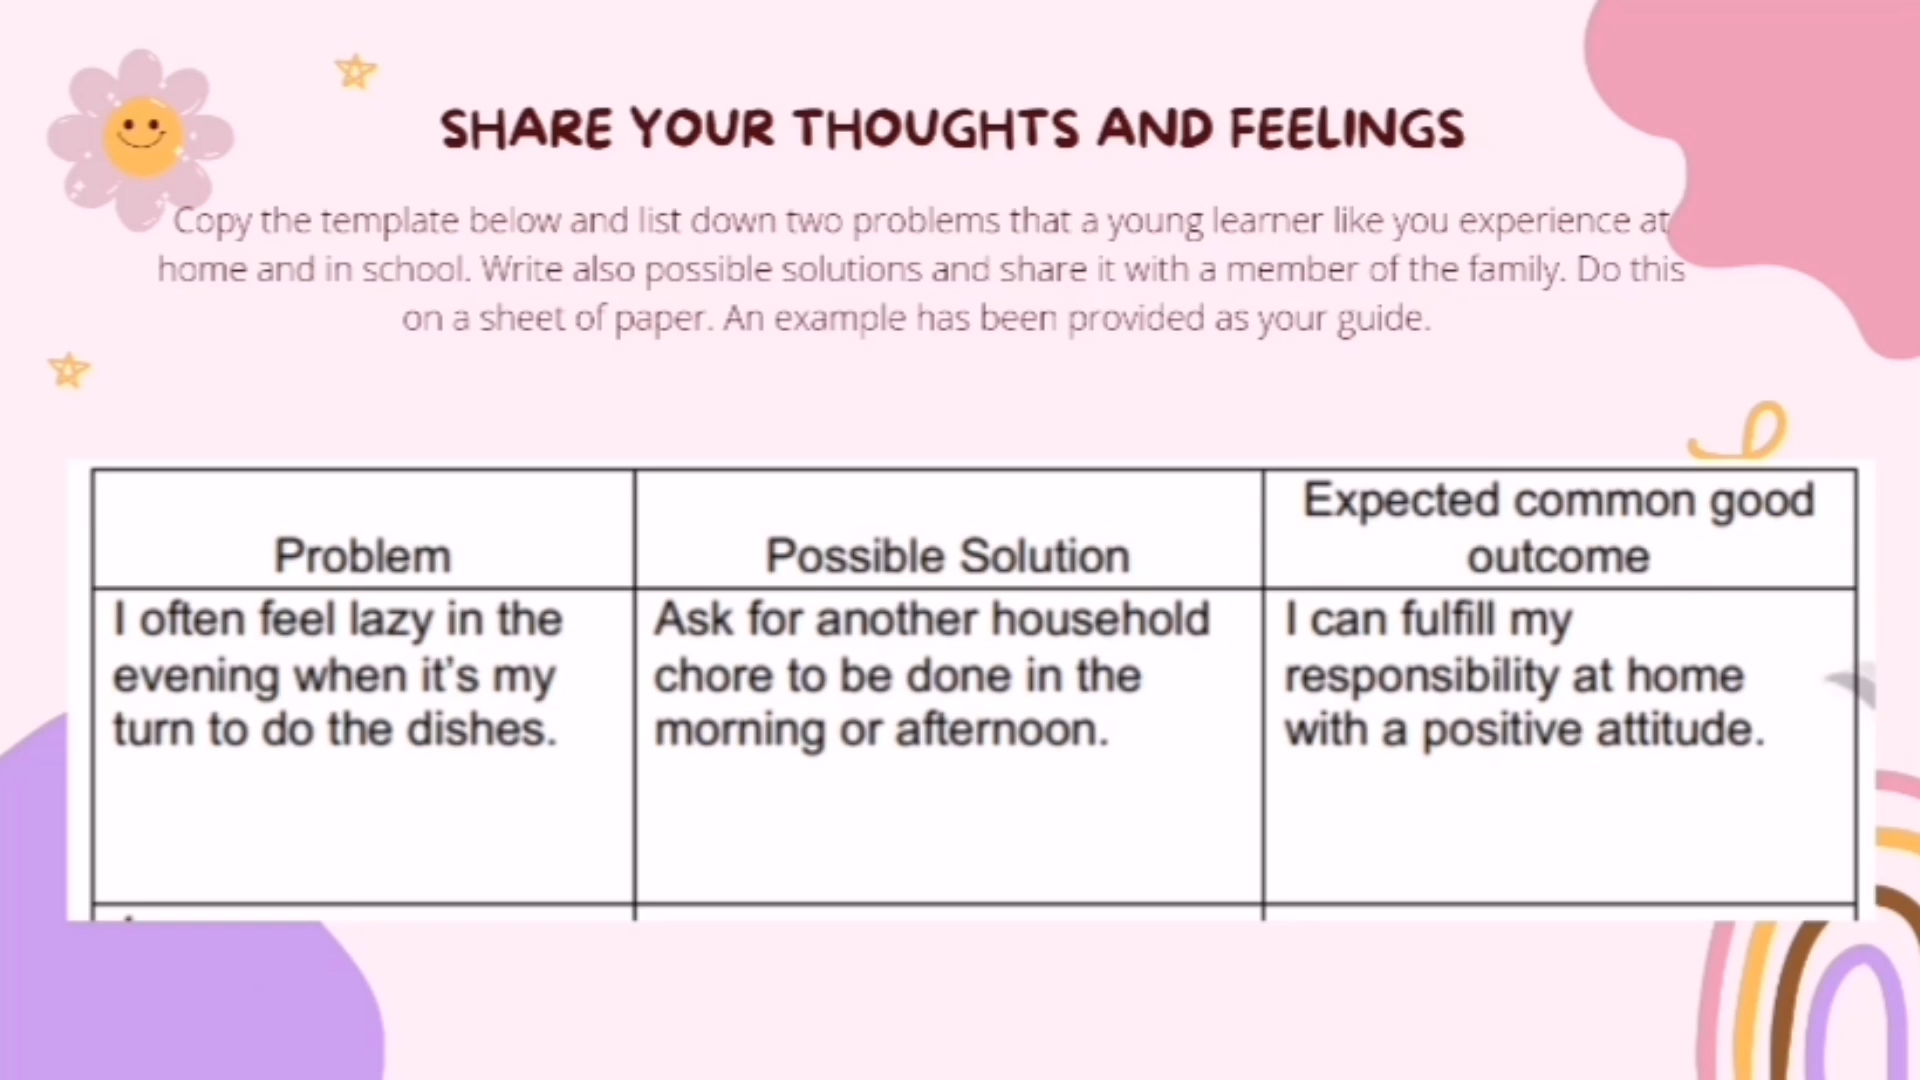 SHARE YOUR THOUGHTS AND FEELINGS
Copy the template below and list down two problems that a young learner like you experience at
home and in school. Write also possible solutions and share it with a member of the family. Do this
on a sheet of paper. An example has been provided as your guide.
Problem
Possible Solution
Expected common good
outcome
I often feel lazy in the
evening when it's my
turn to do the dishes.
Ask for another household
chore to be done in the
morning or afternoon.
I can fulfill my
responsibility at home
with a positive attitude.